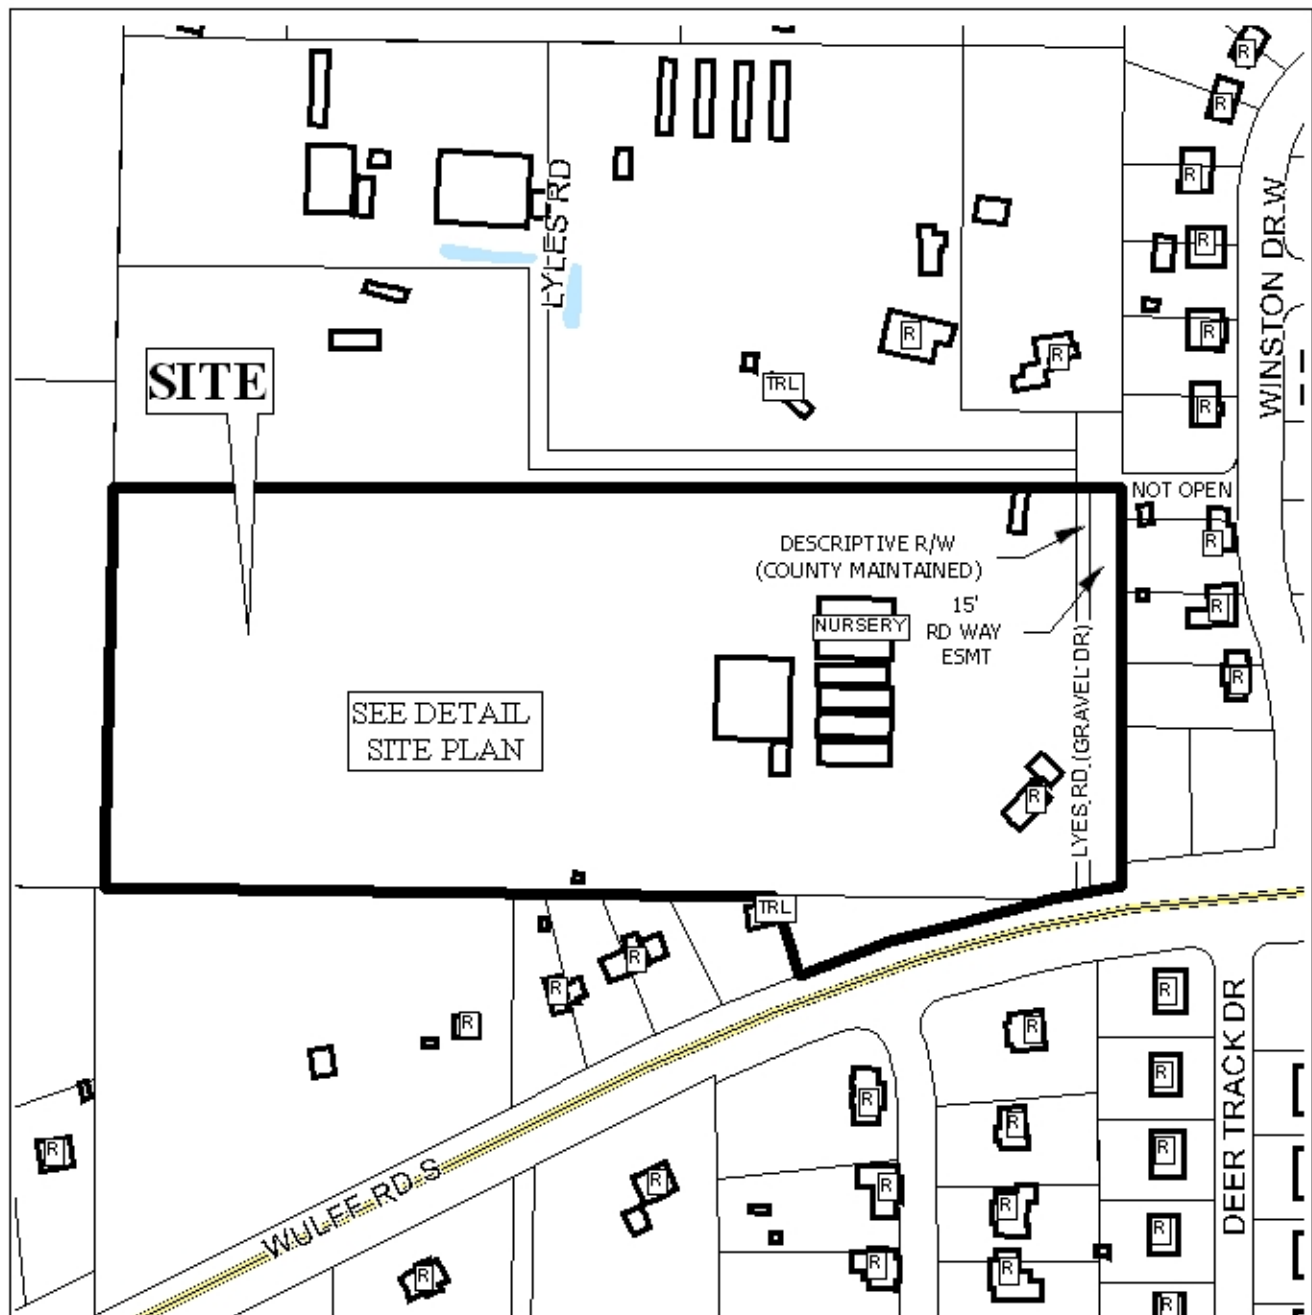 R
R
R
LYLES RD
WINSTON DR W
R
R
R
R
TRL
SITE
R
NOT OPEN
DESCRIPTIVE R/W
(COUNTY MAINTAINED)
R
15'
RD WAY
ESMT
NURSERY
R
R
LYES RD (GRAVEL DR)
SEE DETAIL
SITE PLAN
R
TRL
R
R
R
R
R
R
R
R
R
R
R
DEER TRACK DR
WULFF RD S
R
R
R
R
R
R
R
R
R